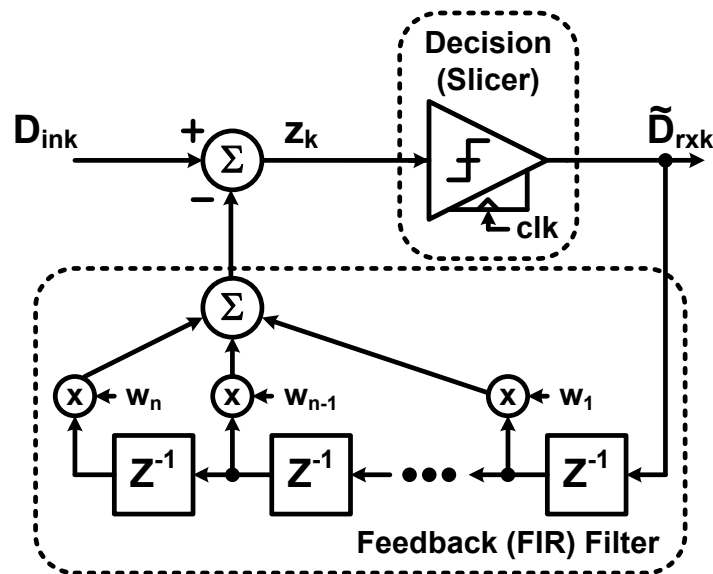 Decision
(Slicer)
D_ink
+
Σ
z_k
D̃_rxk
−
clk
Σ
x
w_n
x
w_n-1
x
w_1
Z^-1
Z^-1
•••
Z^-1
Feedback (FIR) Filter